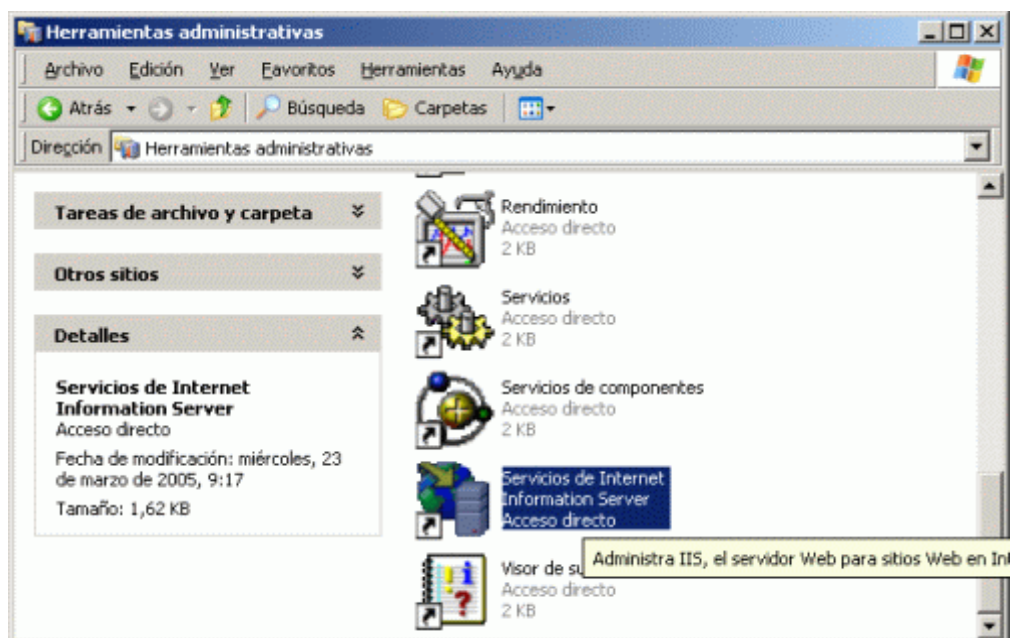 Herramientas administrativas
Archivo Edición Ver Favoritos Herramientas Ayuda
Atrás Búsqueda Carpetas
Dirección Herramientas administrativas
Tareas de archivo y carpeta
Otros sitios
Detalles
Servicios de Internet
Information Server
Acceso directo
Fecha de modificación: miércoles, 23
de marzo de 2005, 9:17
Tamaño: 1,62 KB
Rendimiento
Acceso directo
2 KB
Servicios
Acceso directo
2 KB
Servicios de componentes
Acceso directo
2 KB
Servicios de Internet
Information Server
Acceso directo
Administra IIS, el servidor Web para sitios Web en
Visor de
Acceso directo
2 KB